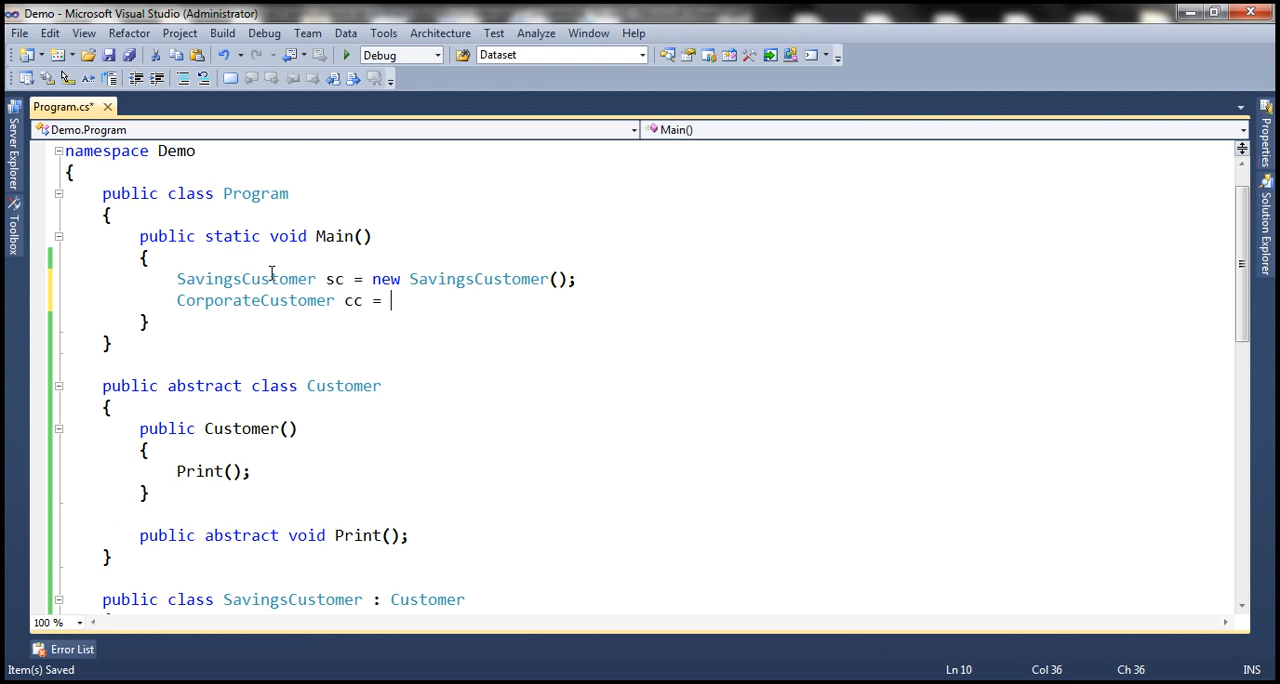 Demo - Microsoft Visual Studio (Administrator)
File Edit View Refactor Project Build Debug Team Data Tools Architecture Test Analyze Window Help
Debug Dataset
Program.cs* ×
Demo.Program Main()
Server Explorer
Toolbox
Properties
Solution Explorer
namespace Demo
{
public class Program
{
public static void Main()
{
SavingsCustomer sc = new SavingsCustomer();
CorporateCustomer cc =
}
}
public abstract class Customer
{
public Customer()
{
Print();
}
public abstract void Print();
}
public class SavingsCustomer : Customer
100 %
Error List
Item(s) Saved Ln 10 Col 36 Ch 36 INS